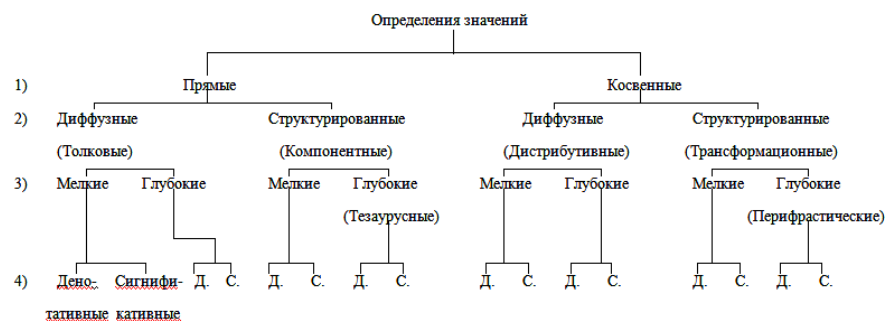 Определения значений
1) Прямые Косвенные
2) Диффузные Структурированные Диффузные Структурированные
(Толковые) (Компонентные) (Дистрибутивные) (Трансформационные)
3) Мелкие Глубокие Мелкие Глубокие Мелкие Глубокие Мелкие Глубокие
(Тезаурусные) (Перифрастические)
4) Дено- Сигнифи- Д. С. Д. С. Д. С. Д. С. Д. С. Д. С. Д. С.
тативные кативные